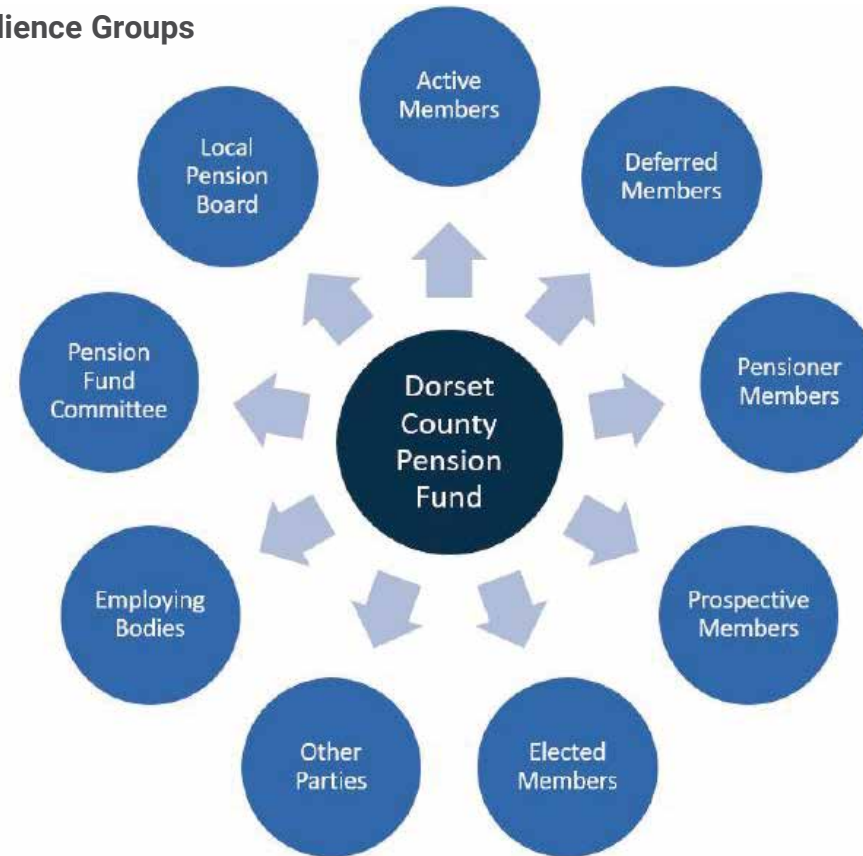 dience Groups
Active
Members
Deferred
Members
Pensioner
Members
Prospective
Members
Elected
Members
Other
Parties
Employing
Bodies
Pension
Fund
Committee
Local
Pension
Board
Dorset
County
Pension
Fund